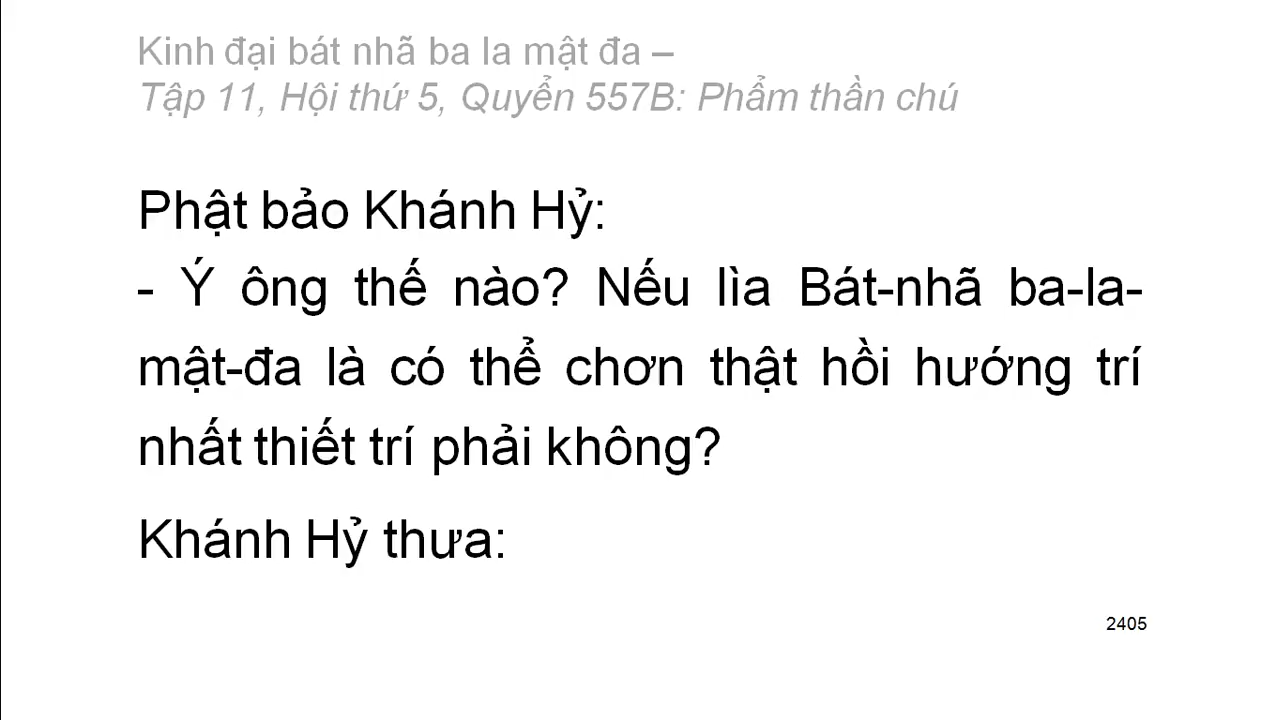 Kinh đại bát nhã ba la mật đa –
Tập 11, Hội thứ 5, Quyển 557B: Phẩm thần chú
Phật bảo Khánh Hỷ:
- Ý ông thế nào? Nếu lìa Bát-nhã ba-la-
mật-đa là có thể chơn thật hồi hướng trí
nhất thiết trí phải không?
Khánh Hỷ thưa:
2405